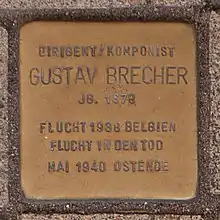 DIRIGENT/KOMPONIST
GUSTAV BRECHER
JG. 1879
FLUCHT 1938 BELGIEN
FLUCHT IN DEN TOD
MAI 1940 OSTENDE